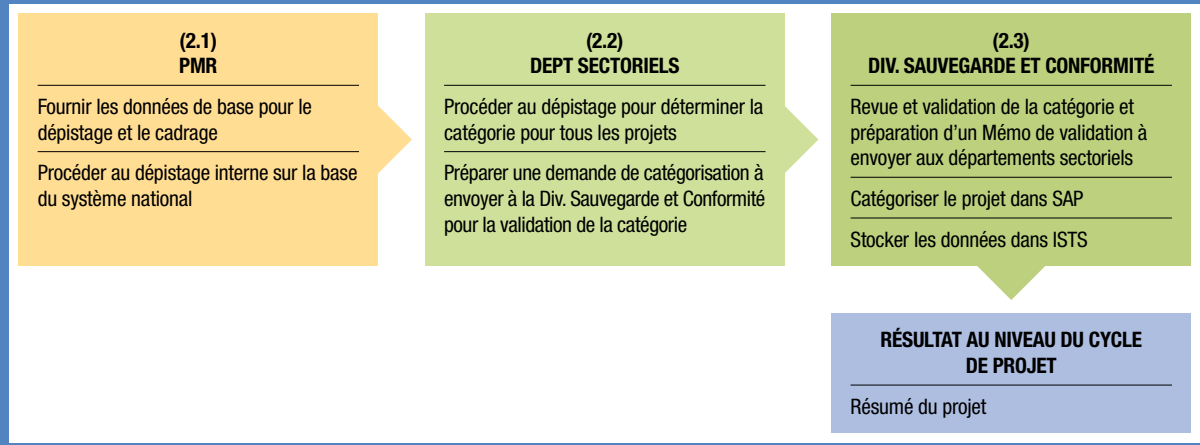 (2.1)
PMR
Fournir les données de base pour le
dépistage et le cadrage
Procéder au dépistage interne sur la base
du système national
(2.2)
DEPT SECTORIELS
Procéder au dépistage pour déterminer la
catégorie pour tous les projets
Préparer une demande de catégorisation à
envoyer à la Div. Sauvegarde et Conformité
pour la validation de la catégorie
(2.3)
DIV. SAUVEGARDE ET CONFORMITÉ
Revue et validation de la catégorie et
préparation d'un Mémo de validation à
envoyer aux départements sectoriels
Catégoriser le projet dans SAP
Stocker les données dans ISTS
RÉSULTAT AU NIVEAU DU CYCLE
DE PROJET
Résumé du projet